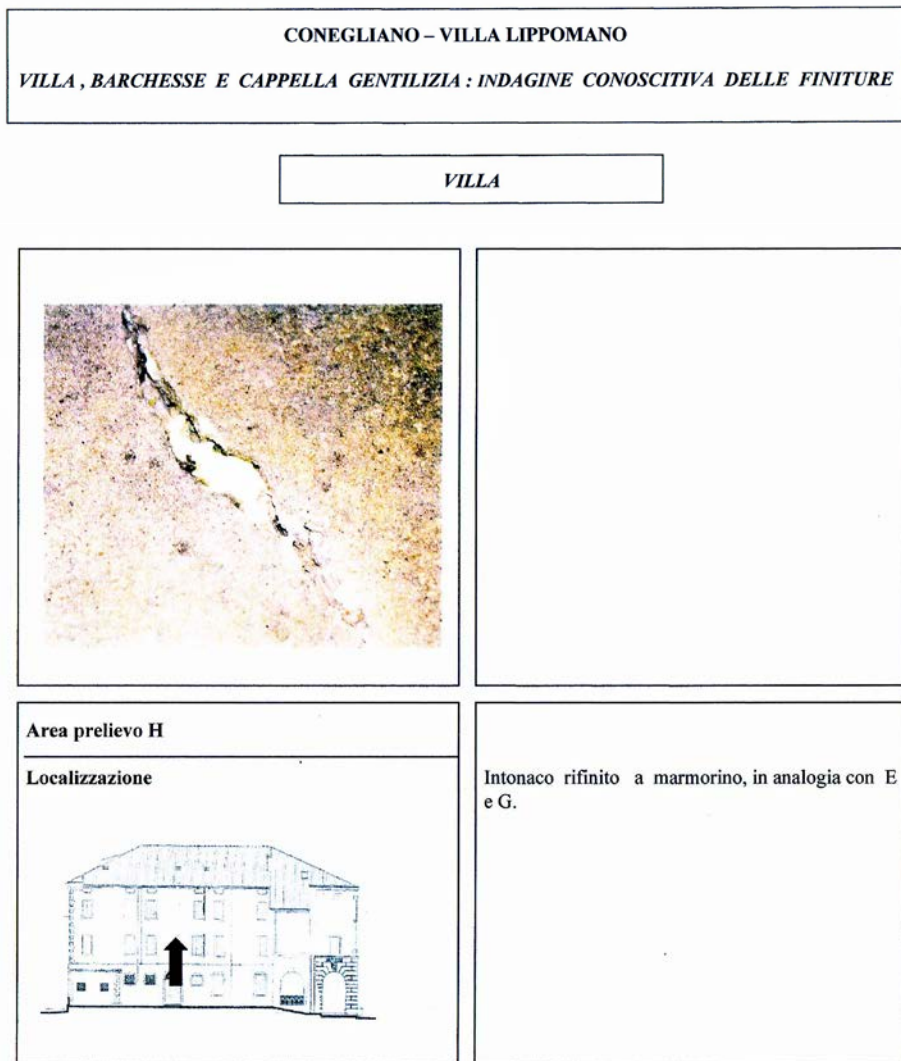 CONEGLIANO – VILLA LIPPOMANO
VILLA , BARCHESSE E CAPPELLA GENTILIZIA : INDAGINE CONOSCITIVA DELLE FINITURE
VILLA
Area prelievo H
Localizzazione
Intonaco rifinito a marmorino, in analogia con E
e G.